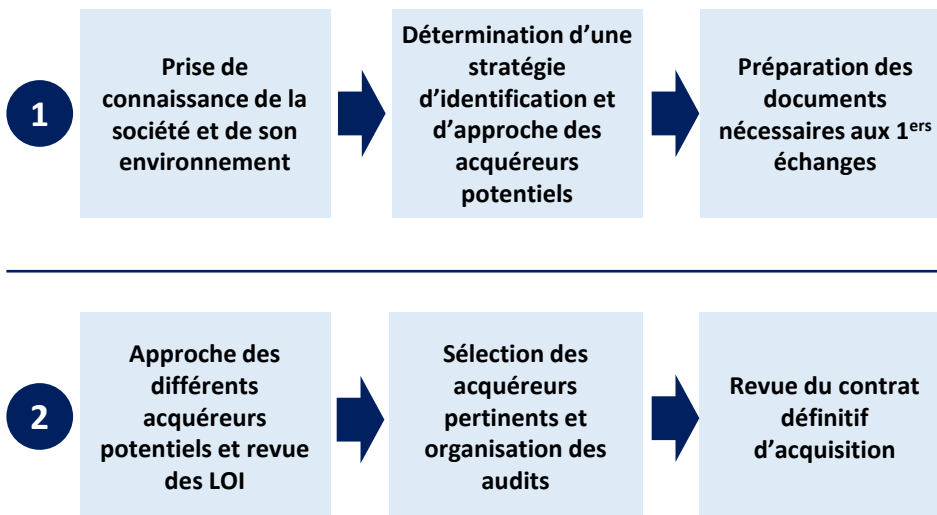 1
Prise de
connaissance de la
société et de son
environnement
Détermination d’une
stratégie
d’identification et
d’approche des
acquéreurs
potentiels
Préparation des
documents
nécessaires aux 1ers
échanges
2
Approche des
différents
acquéreurs
potentiels et revue
des LOI
Sélection des
acquéreurs
pertinents et
organisation des
audits
Revue du contrat
définitif
d’acquisition